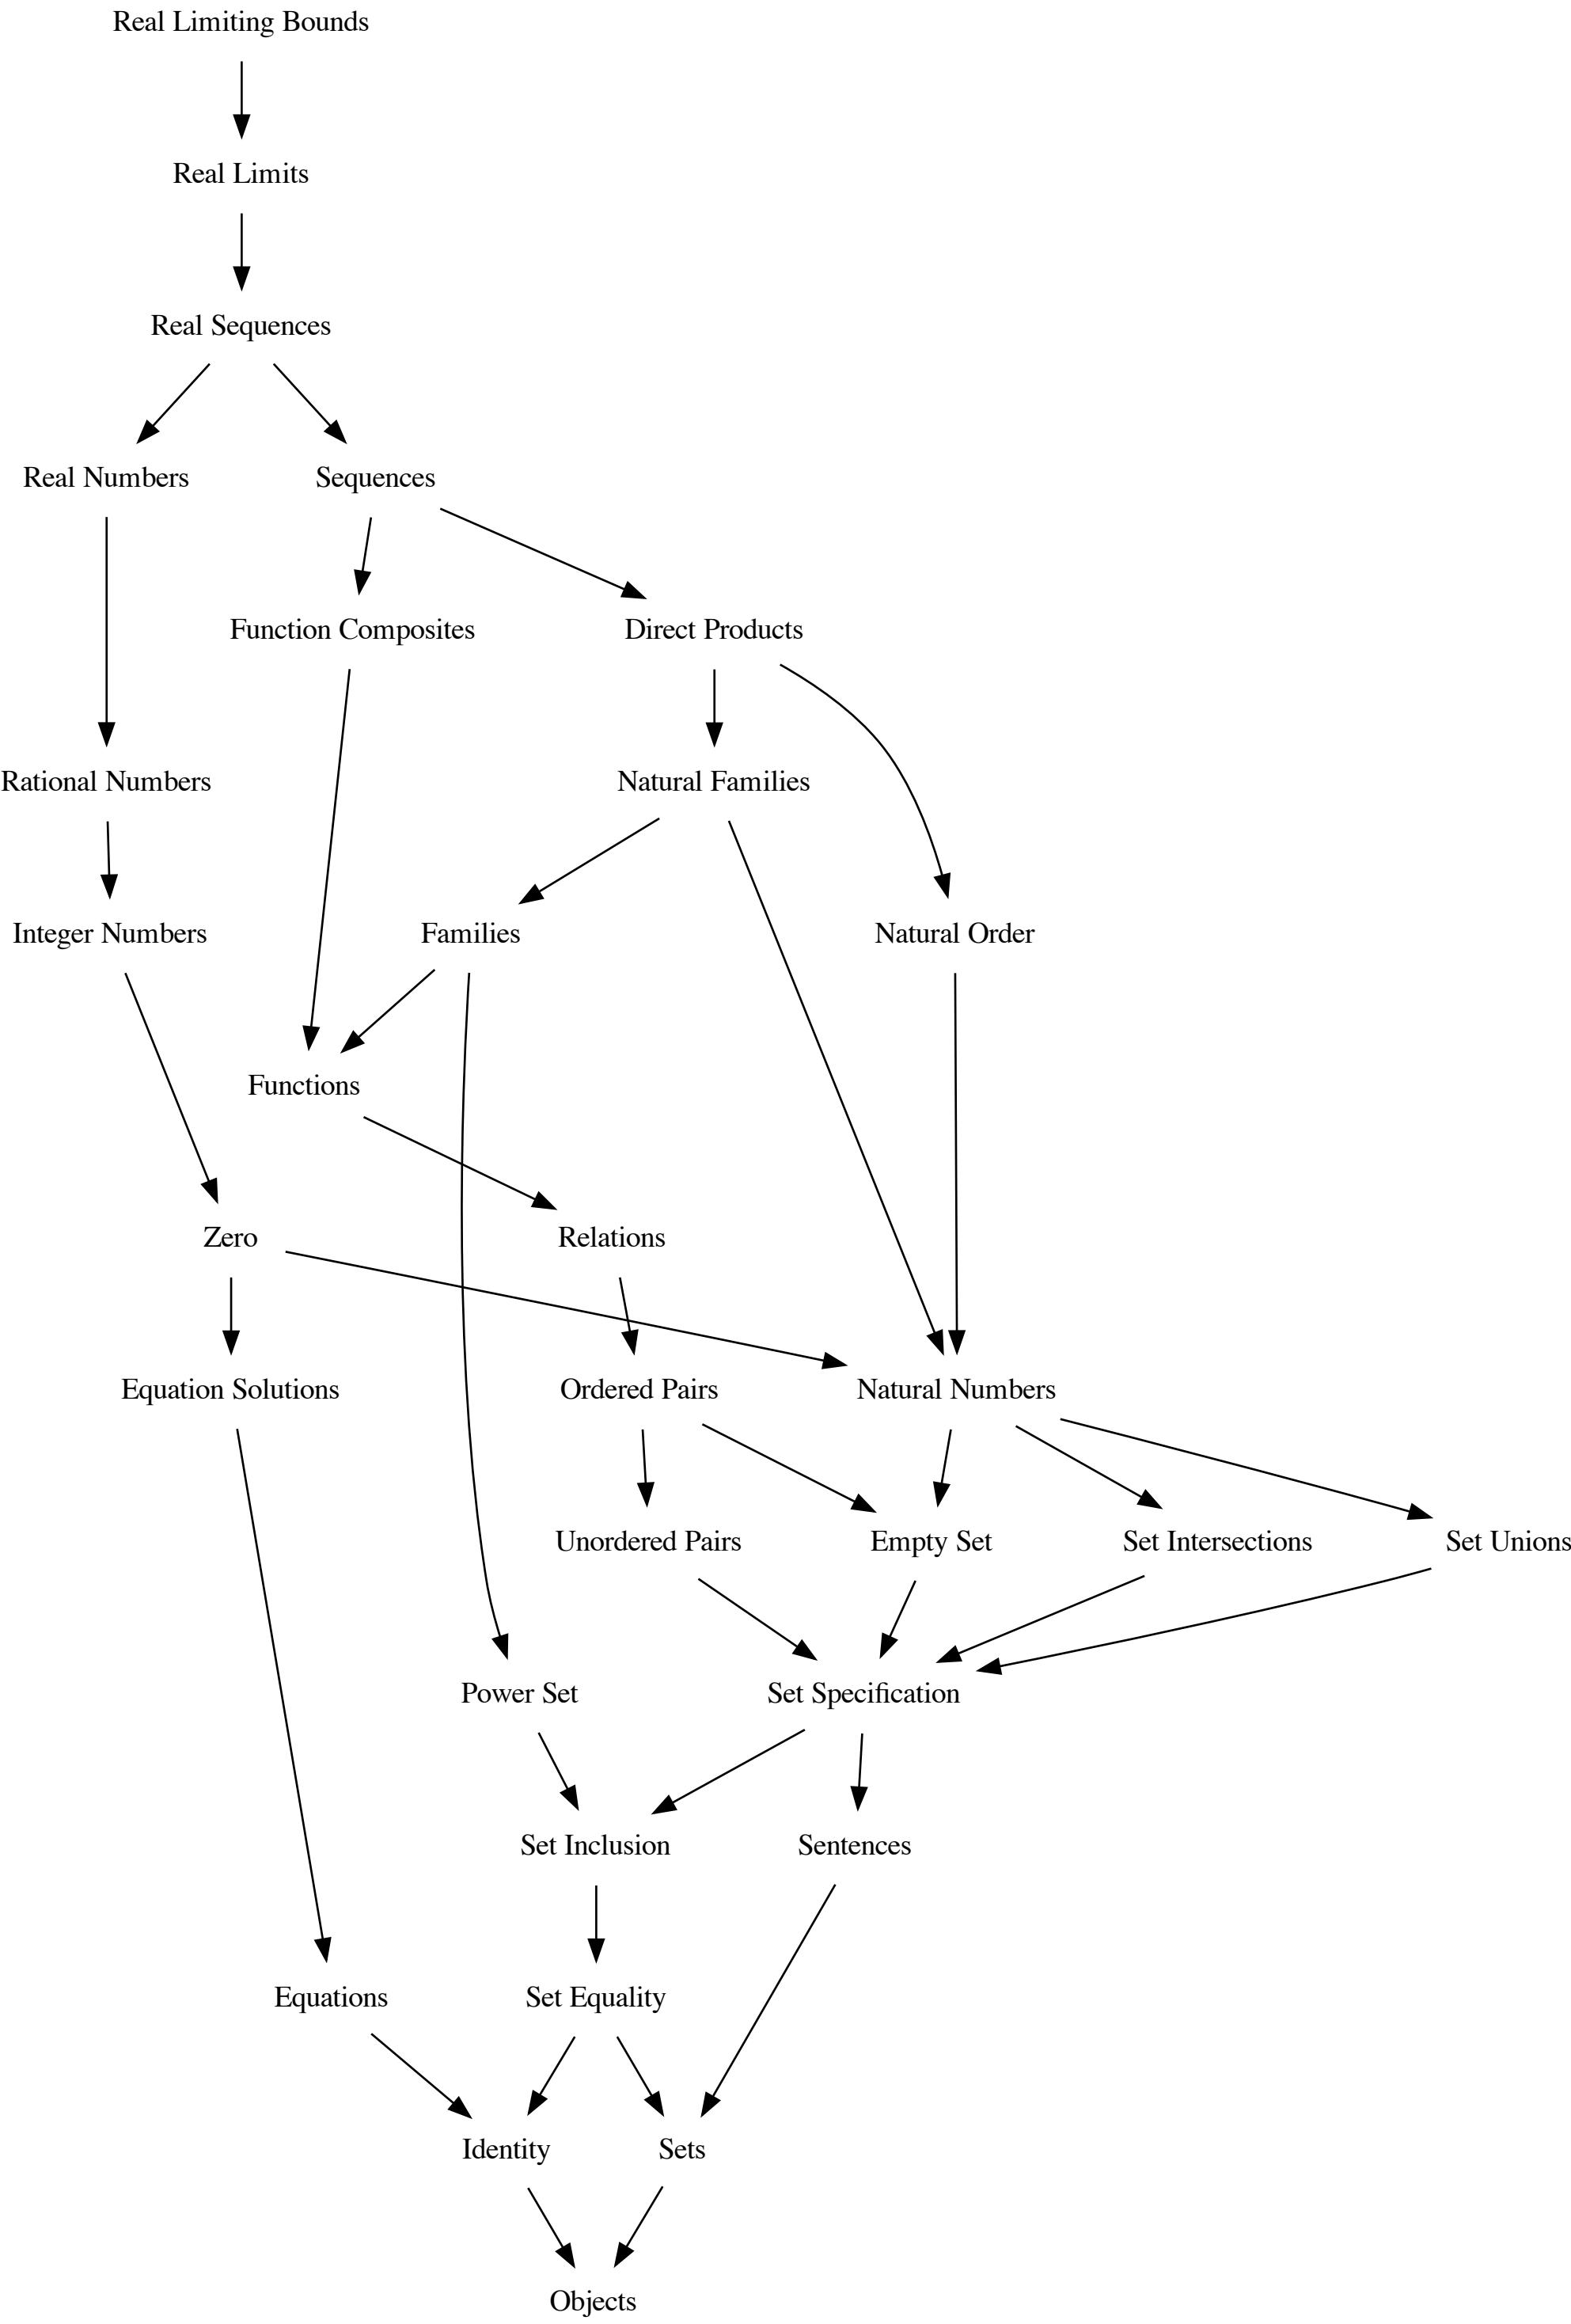 Real Limiting Bounds
Real Limits
Real Sequences
Real Numbers
Sequences
Function Composites
Direct Products
Rational Numbers
Natural Families
Integer Numbers
Families
Natural Order
Functions
Zero
Relations
Equation Solutions
Ordered Pairs
Natural Numbers
Unordered Pairs
Empty Set
Set Intersections
Set Unions
Power Set
Set Specification
Set Inclusion
Sentences
Equations
Set Equality
Identity
Sets
Objects